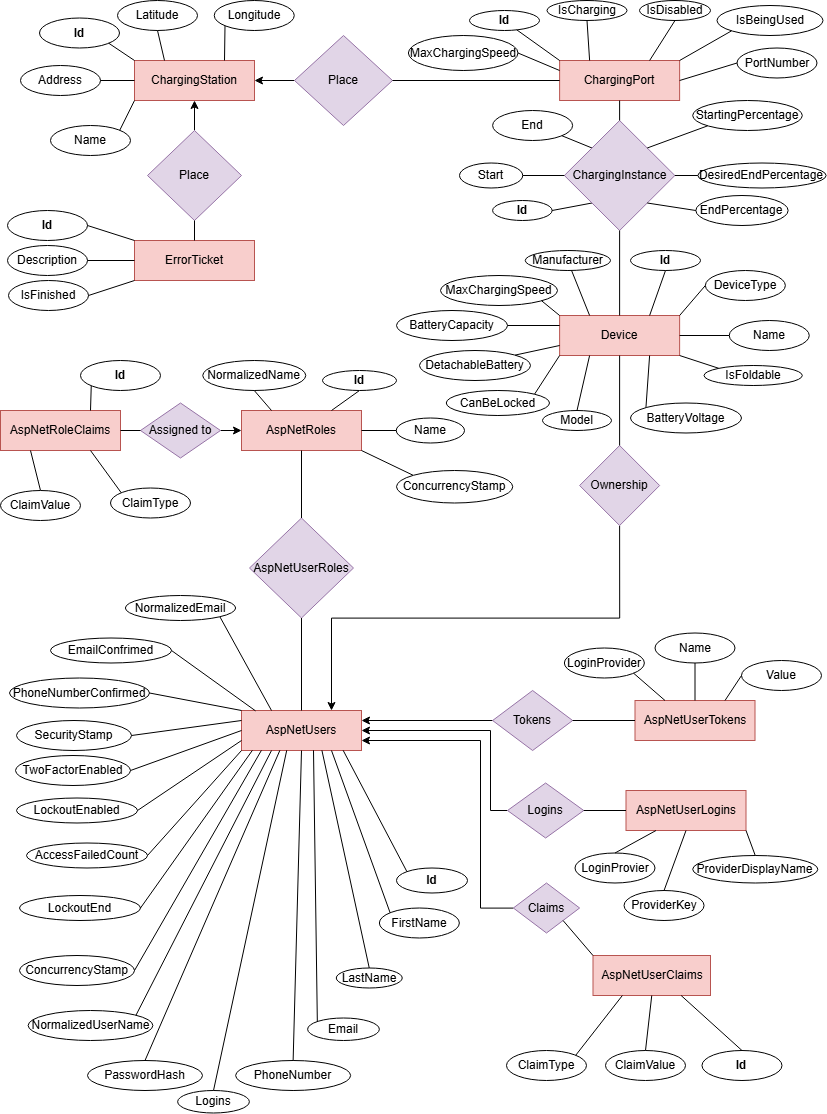 Latitude
Longitude
Id
Address
Name
ChargingStation
Place
Id
IsCharging
IsDisabled
IsBeingUsed
MaxChargingSpeed
PortNumber
ChargingPort
Place
End
StartingPercentage
Start
ChargingInstance
DesiredEndPercentage
Id
EndPercentage
Id
Description
IsFinished
ErrorTicket
Manufacturer
Id
MaxChargingSpeed
DeviceType
BatteryCapacity
Device
Name
DetachableBattery
IsFoldable
CanBeLocked
Model
BatteryVoltage
Id
AspNetRoleClaims
Assigned to
ClaimValue
ClaimType
NormalizedName
Id
AspNetRoles
Name
ConcurrencyStamp
Ownership
AspNetUserRoles
NormalizedEmail
EmailConfrimed
PhoneNumberConfirmed
SecurityStamp
TwoFactorEnabled
LockoutEnabled
AccessFailedCount
LockoutEnd
ConcurrencyStamp
NormalizedUserName
PasswordHash
Logins
PhoneNumber
Email
LastName
FirstName
Id
AspNetUsers
LoginProvider
Name
Value
Tokens
AspNetUserTokens
Logins
AspNetUserLogins
LoginProvier
ProviderKey
ProviderDisplayName
Claims
AspNetUserClaims
ClaimType
ClaimValue
Id